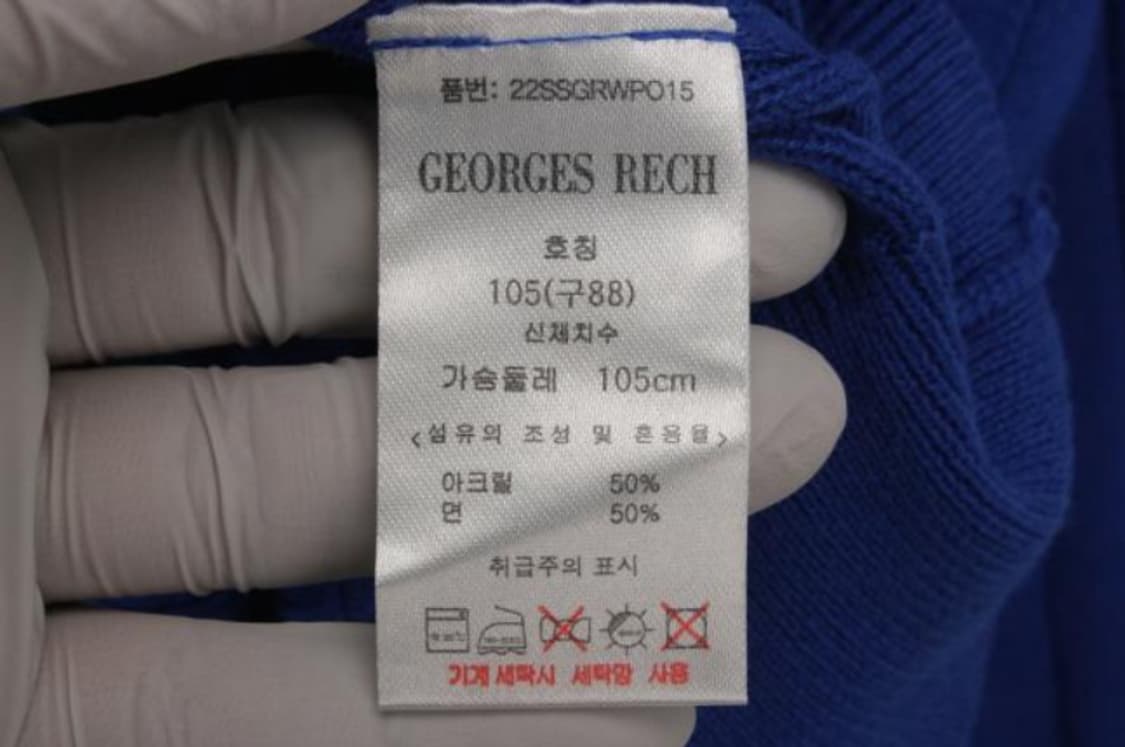 품번: 22SSGRWPO15
GEORGES RECH
호칭
105(구88)
신체치수
가슴둘레 105cm
<섬유의 조성 및 혼용율>
아크릴 50%
면 50%
취급주의 표시
기계 세탁시 세탁망 사용